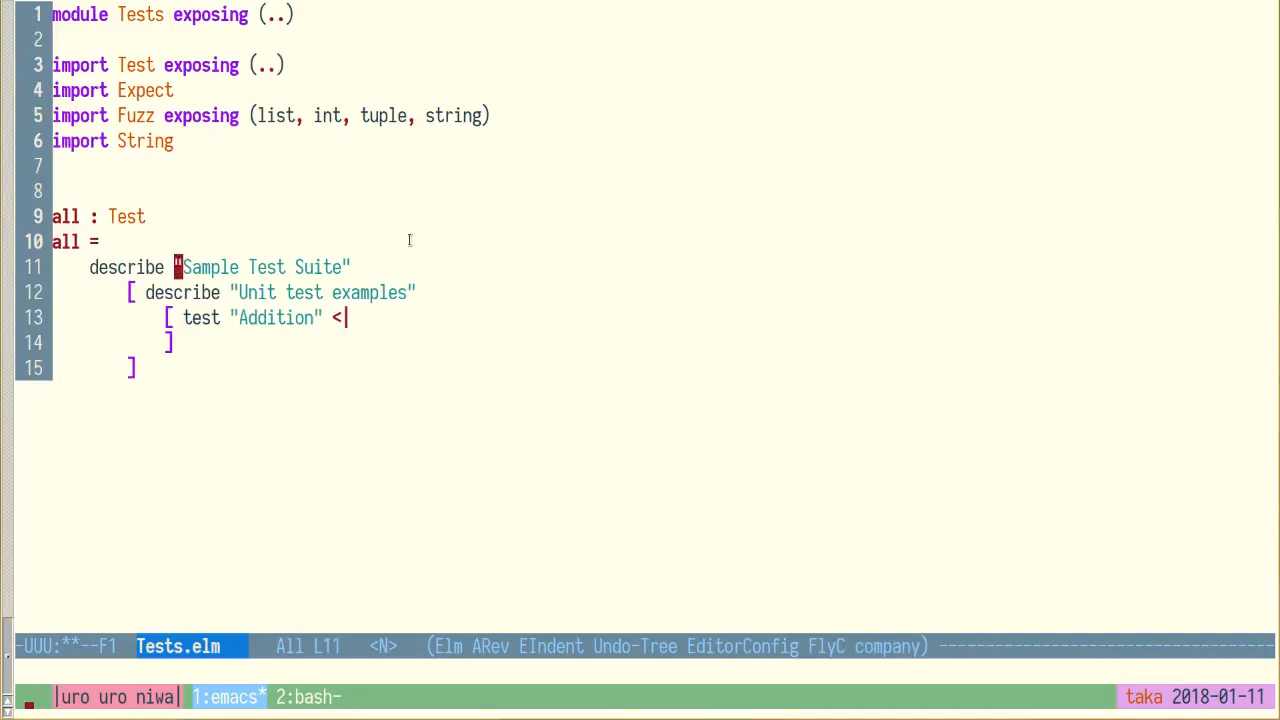 1 module Tests exposing (..)
2
3 import Test exposing (..)
4 import Expect
5 import Fuzz exposing (list, int, tuple, string)
6 import String
7
8
9 all : Test
10 all =
11     describe "Sample Test Suite"
12         [ describe "Unit test examples"
13             [ test "Addition" <|
14             ]
15         ]
-UUU:**--F1  Tests.elm      All L11   <N>   (Elm ARev EIndent Undo-Tree EditorConfig FlyC company) ------------------------------------
|uro uro niwa| 1:emacs* 2:bash- taka 2018-01-11